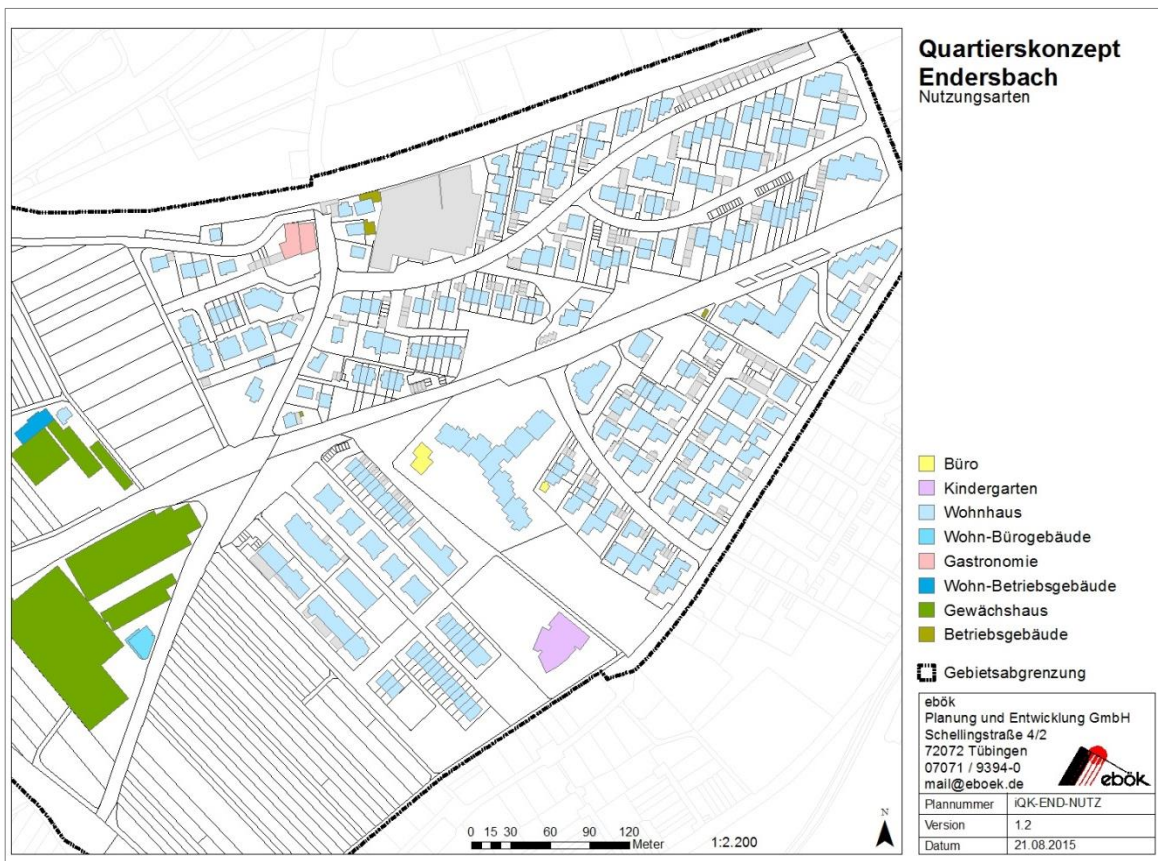 Quartierskonzept
Endersbach
Nutzungsarten
Büro
Kindergarten
Wohnhaus
Wohn-Bürogebäude
Gastronomie
Wohn-Betriebsgebäude
Gewächshaus
Betriebsgebäude
Gebietsabgrenzung
ebök
Planung und Entwicklung GmbH
Schellingstraße 4/2
72072 Tübingen
07071 / 9394-0
mail@eboek.de
ebök
Plannummer iQK-END-NUTZ
Version 1.2
Datum 21.08.2015
N
0 15 30 60 90 120
Meter
1:2.200